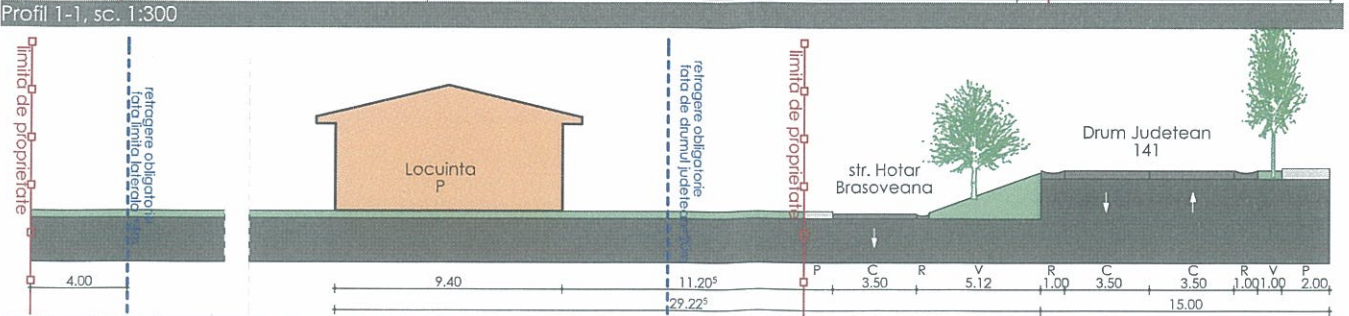 Profil 1-1, sc. 1:300
limita de proprietate
retragere obligatorie
fata limita laterala
Locuinta
P
retragere obligatorie
fata de drumul judetean
limita de proprietate
str. Hotar
Brasoveana
Drum Judetean
141
P C R V R C C R V P
4.00 9.40 11.20⁵ 3.50 5.12 1.00 3.50 3.50 1.00 1.00 2.00
29.22⁵ 15.00